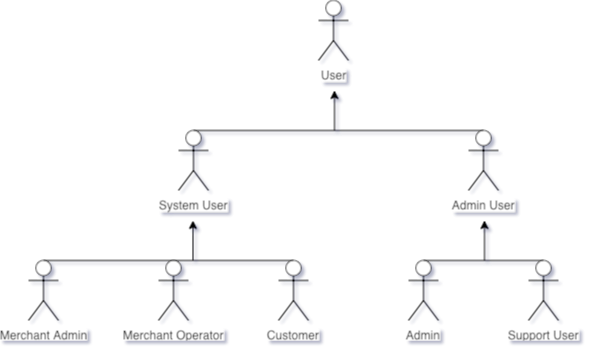 User
System User
Admin User
Merchant Admin
Merchant Operator
Customer
Admin
Support User